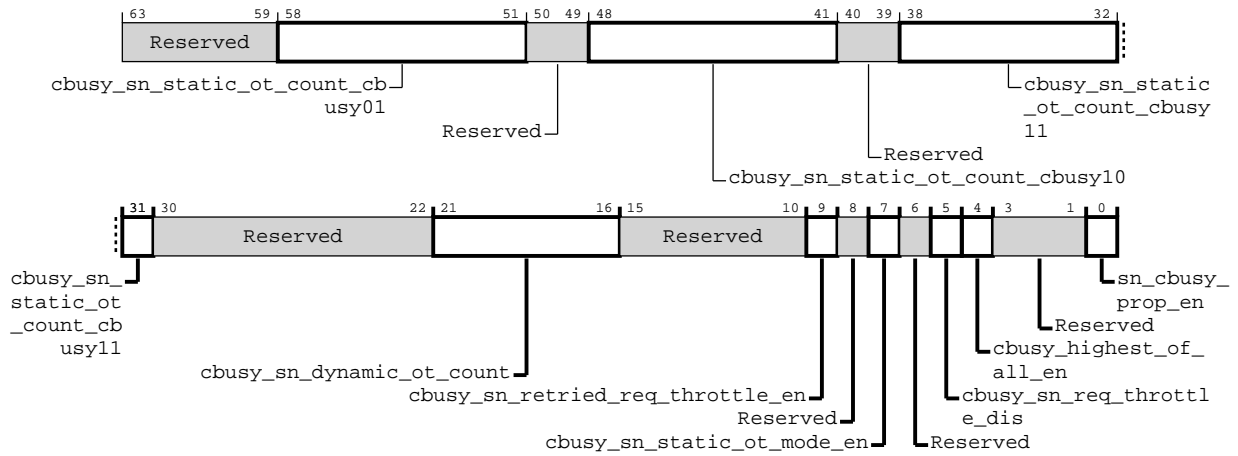 63 59 58 51 50 49 48 41 40 39 38 32
Reserved
cbusy_sn_static_ot_count_cb
usy01
Reserved
cbusy_sn_static
_ot_count_cbusy
11
Reserved
cbusy_sn_static_ot_count_cbusy10
31 30 22 21 16 15 10 9 8 7 6 5 4 3 1 0
Reserved Reserved
cbusy_sn_
static_ot
_count_cb
usy11
sn_cbusy_
prop_en
Reserved
cbusy_highest_of_
all_en
cbusy_sn_dynamic_ot_count
cbusy_sn_retried_req_throttle_en
cbusy_sn_req_throttl
e_dis
Reserved
cbusy_sn_static_ot_mode_en
Reserved